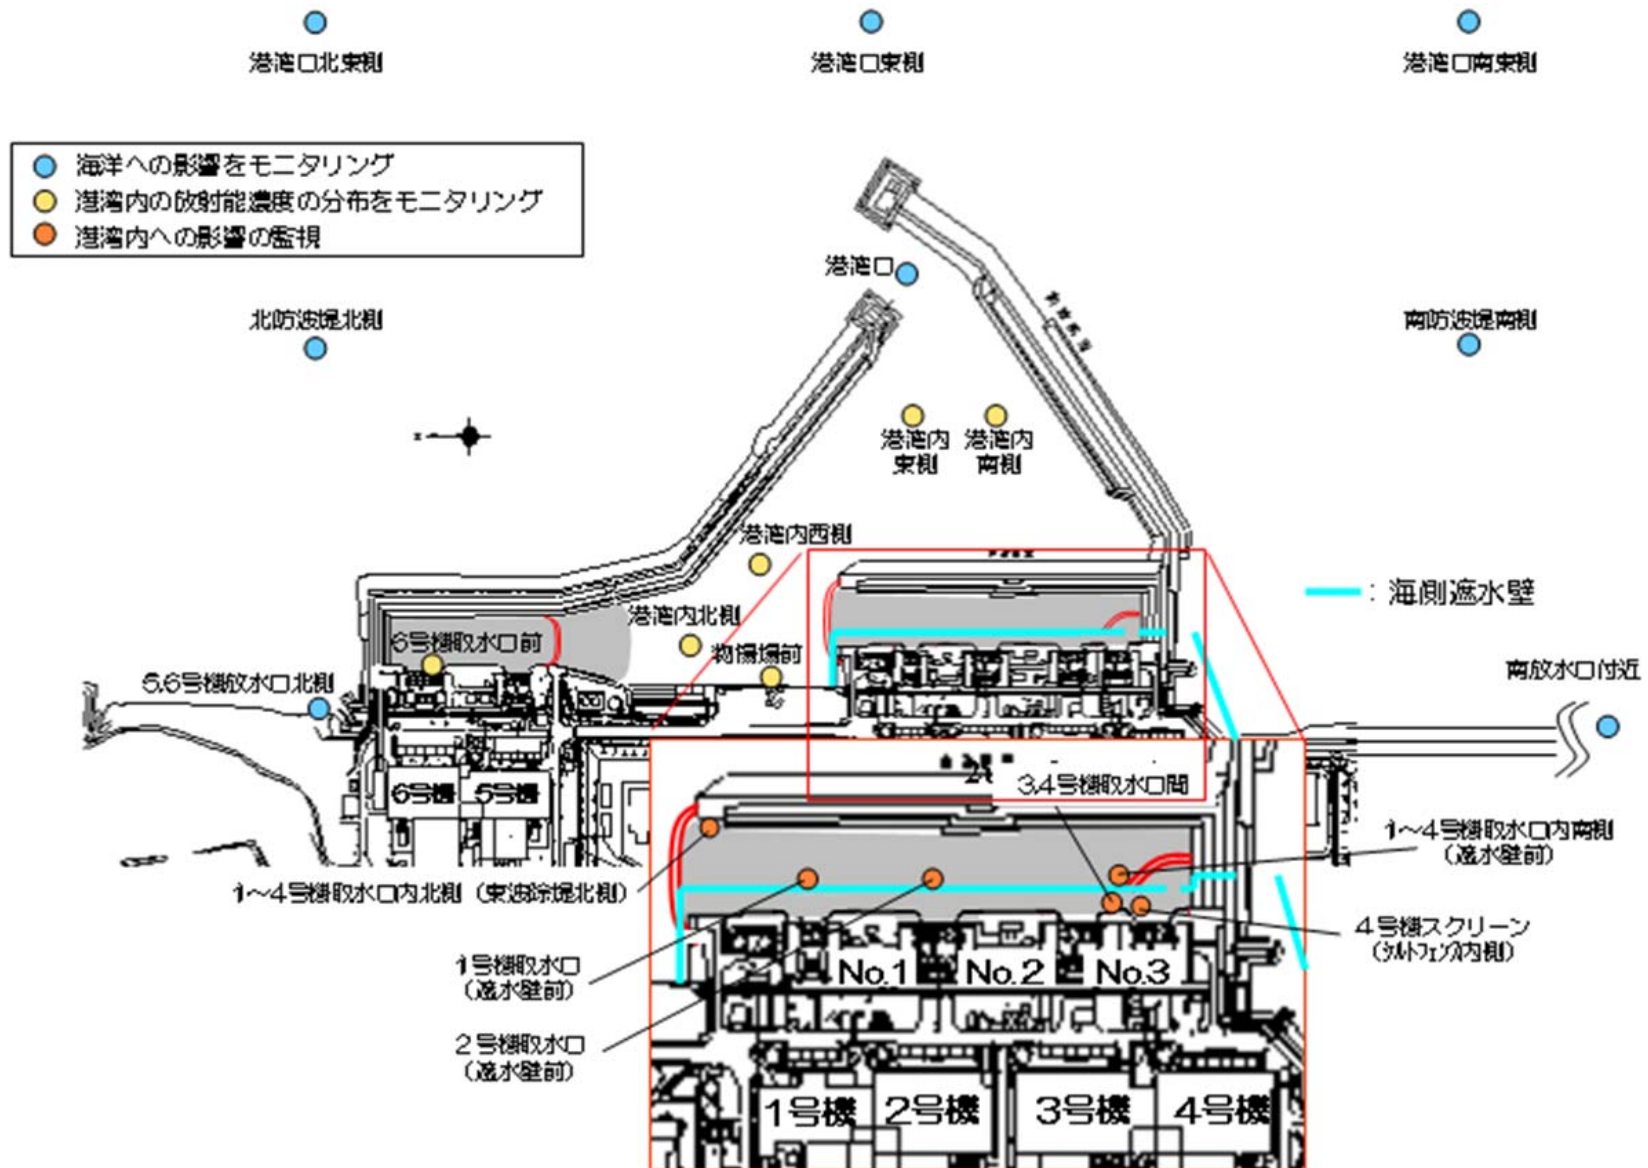 港湾口北東側
港湾口東側
港湾口南東側
海洋への影響をモニタリング
港湾内の放射能濃度の分布をモニタリング
港湾内への影響の監視
港湾口
北防波堤北側
南防波堤南側
港湾内
東側
港湾内
南側
港湾内西側
：海側遮水壁
港湾内北側
6号機取水口前
物揚場前
南放水口付近
5,6号機放水口北側
6号機
5号機
3,4号機取水口間
1～4号機取水口内南側
（遮水壁前）
1～4号機取水口内北側（東波除堤北側）
4号機スクリーン
（シルトフェンス内側）
1号機取水口
（遮水壁前）
No.1
No.2
No.3
2号機取水口
（遮水壁前）
1号機
2号機
3号機
4号機